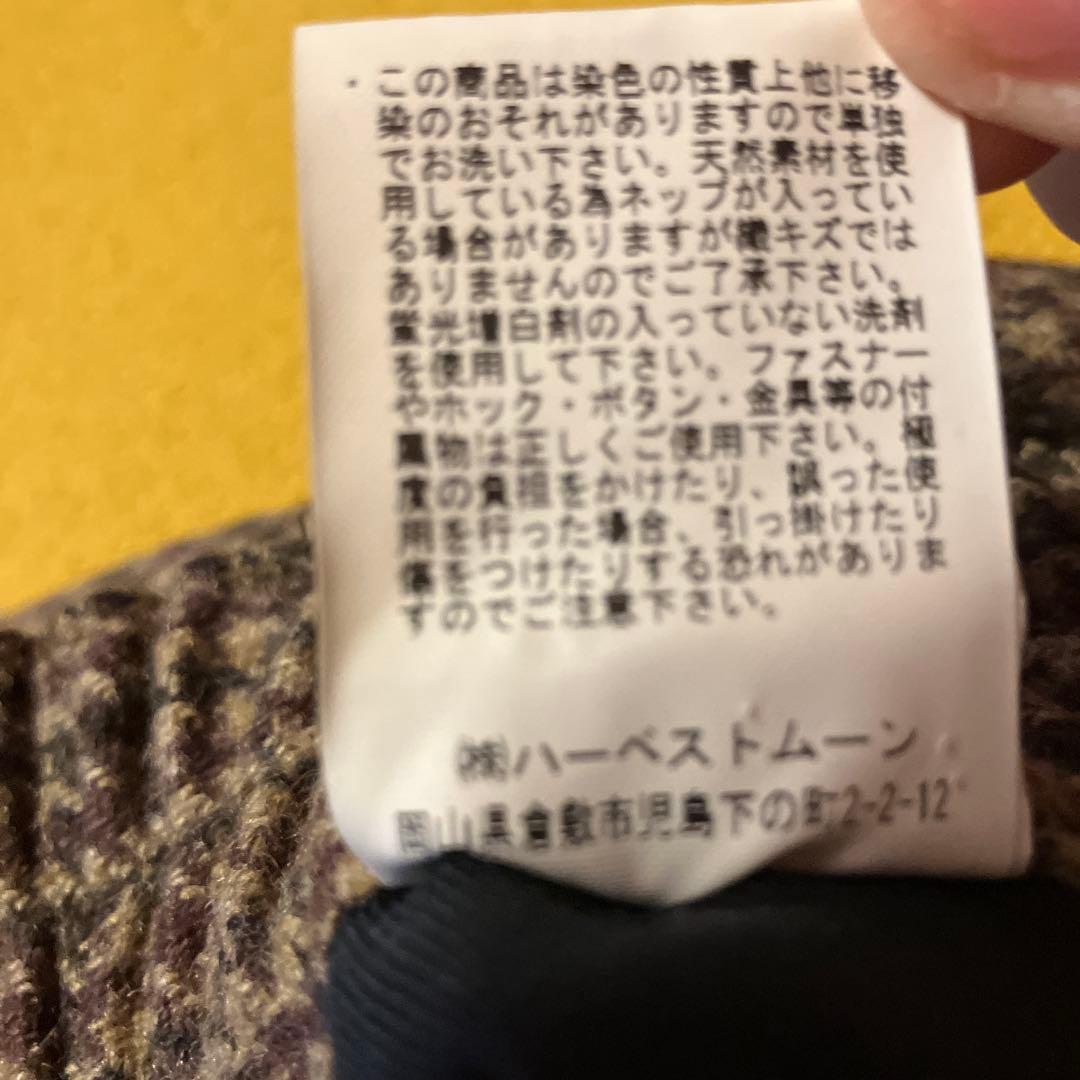 ・この商品は染色の性質上他に移
染のおそれがありますので単独
でお洗い下さい。天然素材を使
用している為ネップが入ってい
る場合がありますが織キズでは
ありませんのでご了承下さい。
蛍光増白剤の入っていない洗剤
を使用して下さい。ファスナー
やホック・ボタン・金具等の付
属物は正しくご使用下さい。極
度の負担をかけたり、誤った使
用を行った場合、引っ掛けたり
傷をつけたりする恐れがありま
すのでご注意下さい。
㈱ハーベストムーン
岡山県倉敷市児島下の町2-2-12